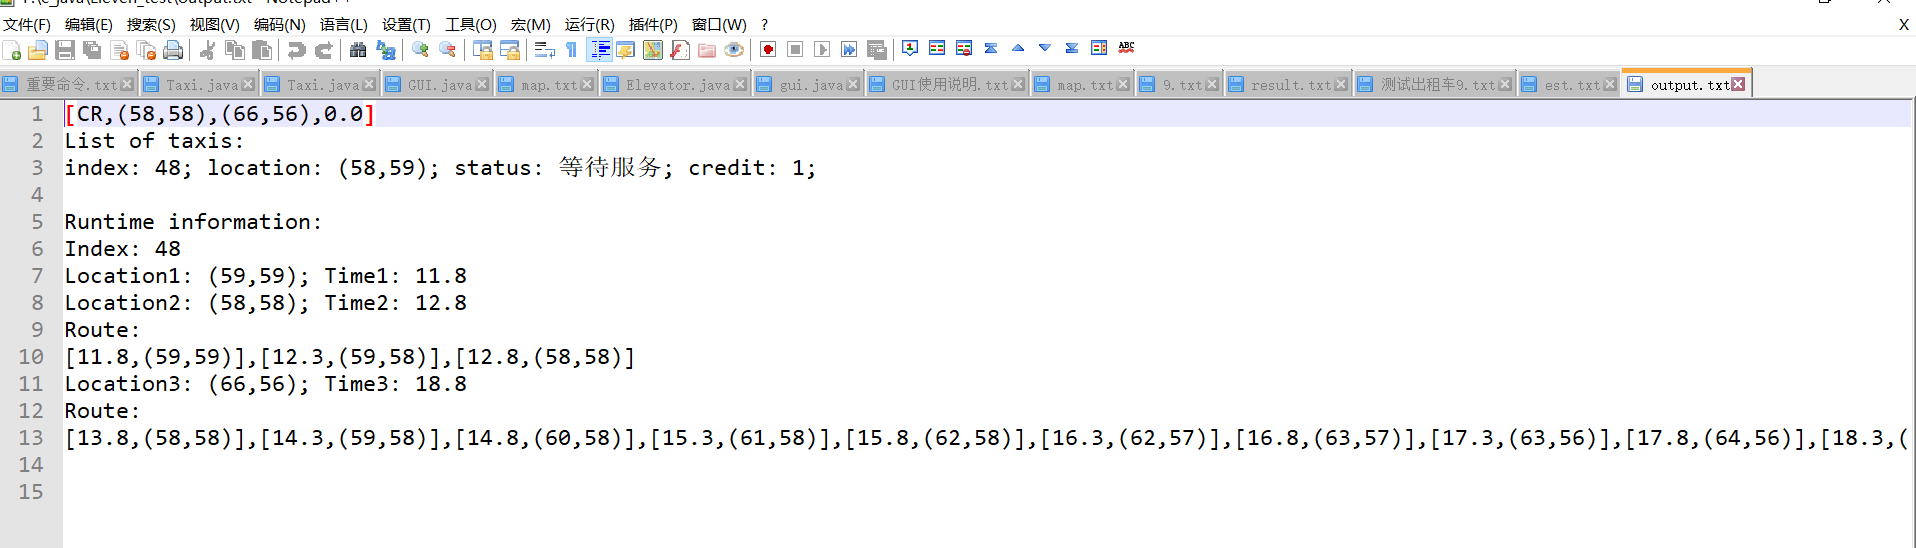 文件(F) 编辑(E) 搜索(S) 视图(V) 编码(N) 语言(L) 设置(T) 工具(O) 宏(M) 运行(R) 插件(P) 窗口(W) ? X
重要命令.txt Taxi.java Taxi.java GUI.java map.txt Elevator.java gui.java GUI使用说明.txt map.txt 9.txt result.txt 测试出租车9.txt est.txt output.txt
1 [CR,(58,58),(66,56),0.0]
2 List of taxis:
3 index: 48; location: (58,59); status: 等待服务; credit: 1;
4
5 Runtime information:
6 Index: 48
7 Location1: (59,59); Time1: 11.8
8 Location2: (58,58); Time2: 12.8
9 Route:
10 [11.8,(59,59)],[12.3,(59,58)],[12.8,(58,58)]
11 Location3: (66,56); Time3: 18.8
12 Route:
13 [13.8,(58,58)],[14.3,(59,58)],[14.8,(60,58)],[15.3,(61,58)],[15.8,(62,58)],[16.3,(62,57)],[16.8,(63,57)],[17.3,(63,56)],[17.8,(64,56)],[18.3,(
14
15